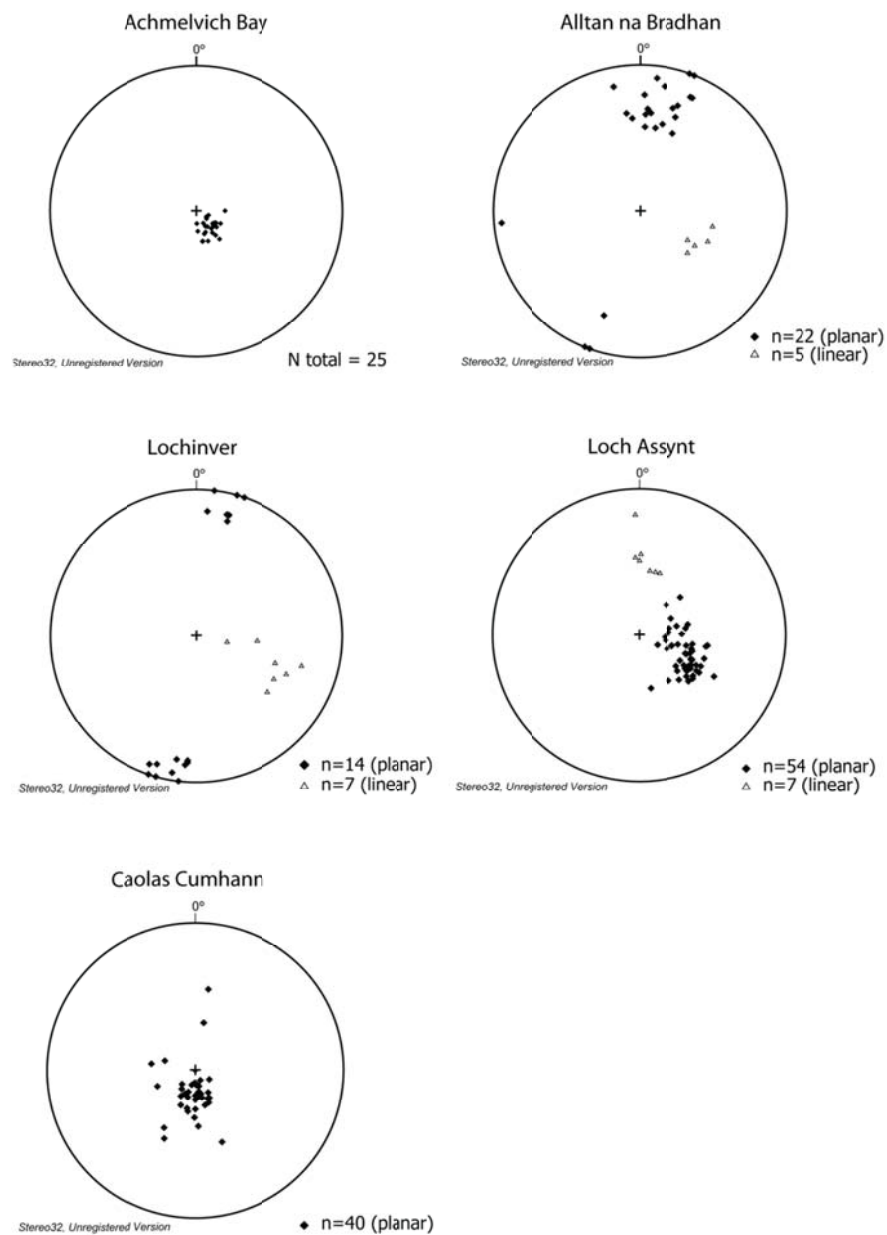 Achmelvich Bay
0°
Stereo32, Unregistered Version
N total = 25
Alltan na Bradhan
0°
Stereo32, Unregistered Version
n=22 (planar)
n=5 (linear)
Lochinver
0°
Stereo32, Unregistered Version
n=14 (planar)
n=7 (linear)
Loch Assynt
0°
Stereo32, Unregistered Version
n=54 (planar)
n=7 (linear)
Caolas Cumhann
0°
Stereo32, Unregistered Version
n=40 (planar)